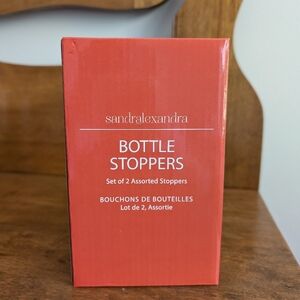 sandralexandra
BOTTLE
STOPPERS
Set of 2 Assorted Stoppers
BOUCHONS DE BOUTEILLES
Lot de 2, Assortie